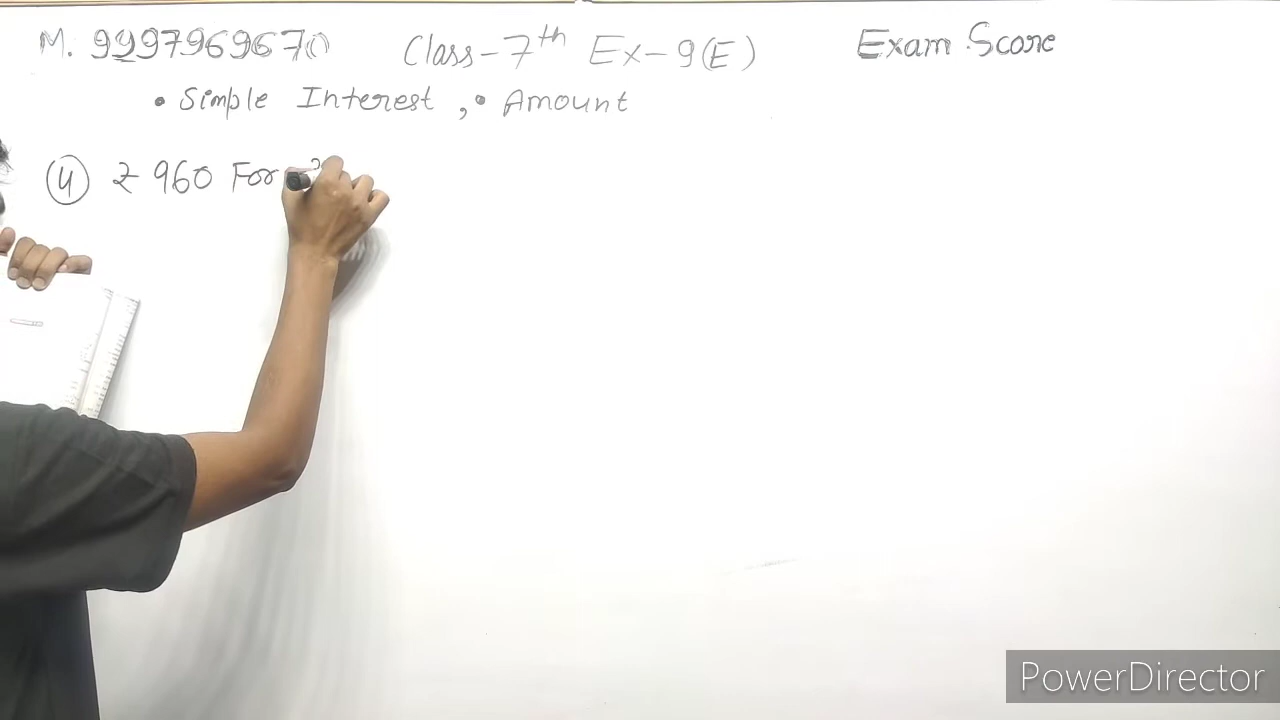 M. 9997969670 Class-7th Ex-9(E) Exam Score
• Simple Interest, • Amount
(4) ₹ 960 For
PowerDirector